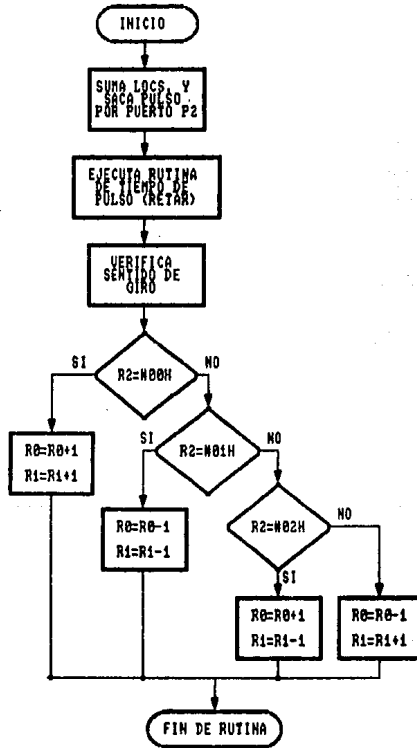 INICIO
SUMA LOCS. Y
SACA PULSO
POR PUERTO P2
EJECUTA RUTINA
DE TIEMPO DE
PULSO (RETAR)
VERIFICA
SENTIDO DE
GIRO
SI
R2=#00H
NO
R0=R0+1
R1=R1+1
SI
R2=#01H
NO
R0=R0-1
R1=R1-1
R2=#02H
NO
SI
R0=R0+1
R1=R1-1
R0=R0-1
R1=R1+1
FIN DE RUTINA